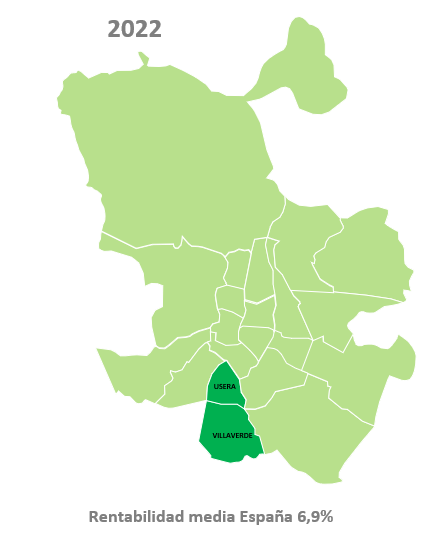 2022
USERA
VILLAVERDE
Rentabilidad media España 6,9%